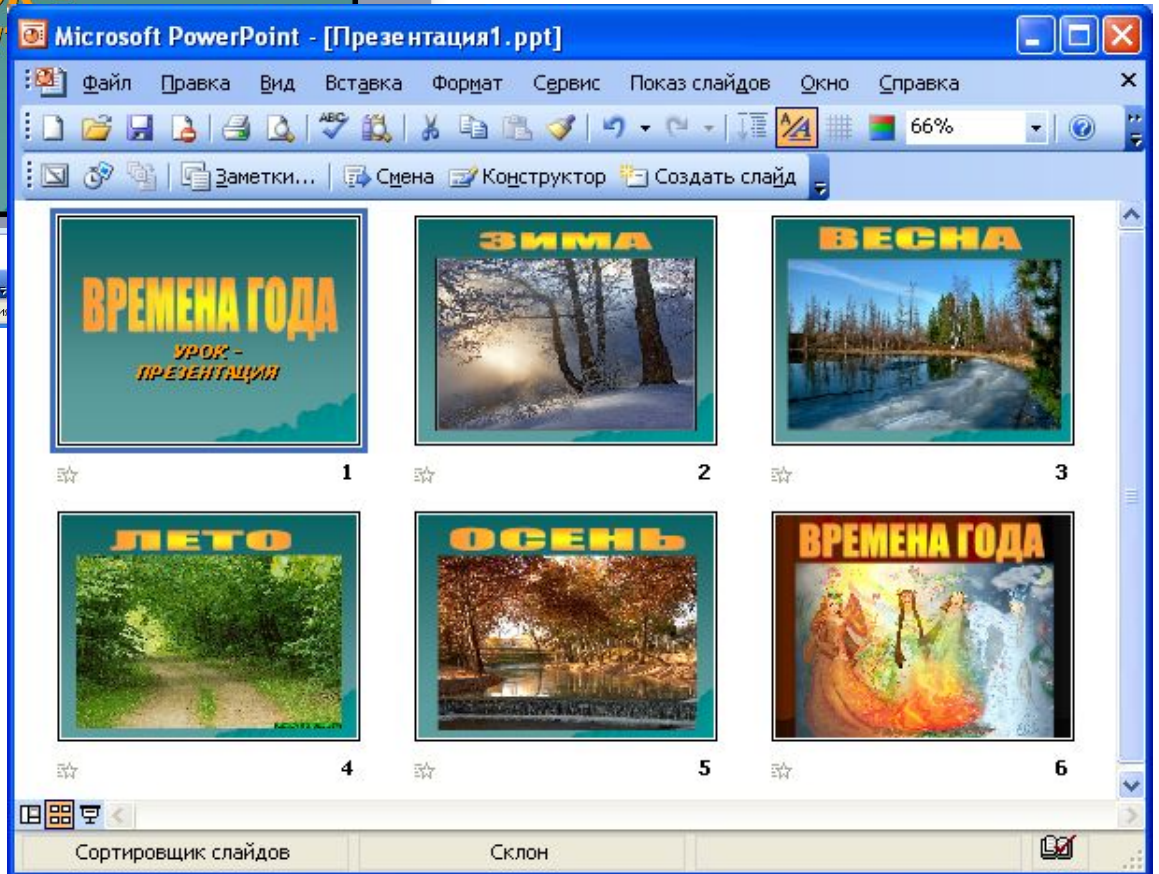 Microsoft PowerPoint - [Презентация1.ppt]
Файл Правка Вид Вставка Формат Сервис Показ слайдов Окно Справка
66%
Заметки... Смена Конструктор Создать слайд
ВРЕМЕНА ГОДА
УРОК -
ПРЕЗЕНТАЦИЯ
1
ЗИМА
2
ВЕСНА
3
ЛЕТО
4
ОСЕНЬ
5
ВРЕМЕНА ГОДА
6
Сортировщик слайдов Склон